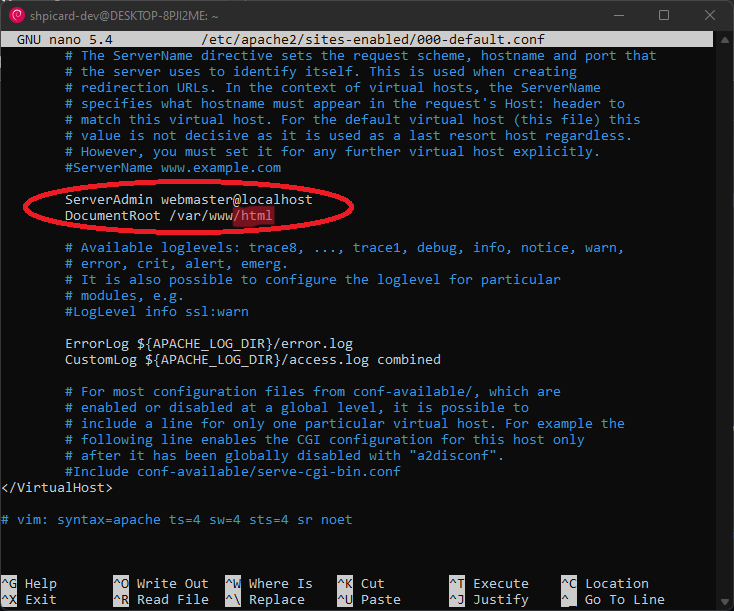 shpicard-dev@DESKTOP-8PJI2ME: ~
GNU nano 5.4 /etc/apache2/sites-enabled/000-default.conf
# The ServerName directive sets the request scheme, hostname and port that
# the server uses to identify itself. This is used when creating
# redirection URLs. In the context of virtual hosts, the ServerName
# specifies what hostname must appear in the request's Host: header to
# match this virtual host. For the default virtual host (this file) this
# value is not decisive as it is used as a last resort host regardless.
# However, you must set it for any further virtual host explicitly.
#ServerName www.example.com
ServerAdmin webmaster@localhost
DocumentRoot /var/www/html
# Available loglevels: trace8, ..., trace1, debug, info, notice, warn,
# error, crit, alert, emerg.
# It is also possible to configure the loglevel for particular
# modules, e.g.
#LogLevel info ssl:warn
ErrorLog ${APACHE_LOG_DIR}/error.log
CustomLog ${APACHE_LOG_DIR}/access.log combined
# For most configuration files from conf-available/, which are
# enabled or disabled at a global level, it is possible to
# include a line for only one particular virtual host. For example the
# following line enables the CGI configuration for this host only
# after it has been globally disabled with "a2disconf".
#Include conf-available/serve-cgi-bin.conf
</VirtualHost>
# vim: syntax=apache ts=4 sw=4 sts=4 sr noet
^G Help ^O Write Out ^W Where Is ^K Cut ^T Execute ^C Location
^X Exit ^R Read File ^\ Replace ^U Paste ^J Justify ^_ Go To Line